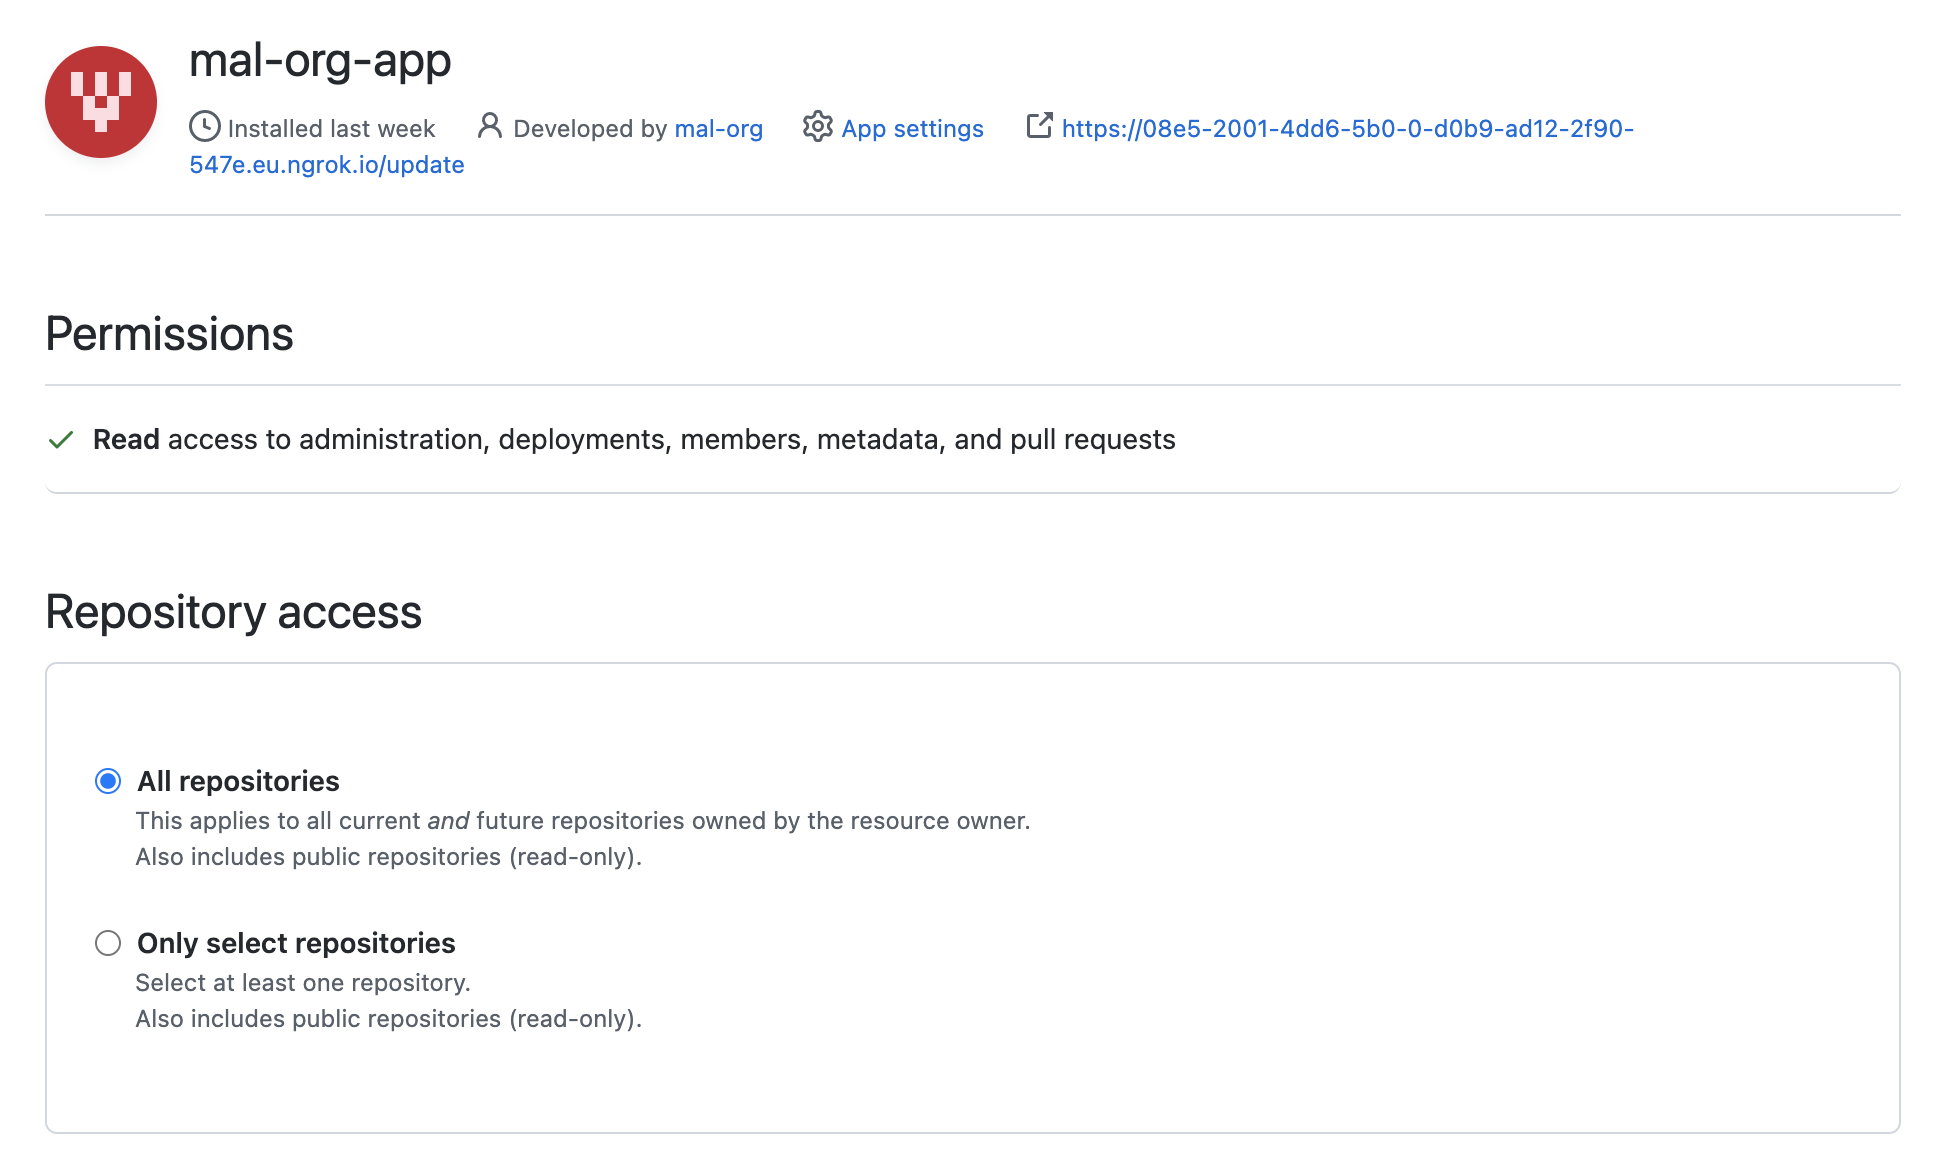 mal-org-app
Installed last week Developed by mal-org App settings https://08e5-2001-4dd6-5b0-0-d0b9-ad12-2f90-
547e.eu.ngrok.io/update
Permissions
Read access to administration, deployments, members, metadata, and pull requests
Repository access
All repositories
This applies to all current and future repositories owned by the resource owner.
Also includes public repositories (read-only).
Only select repositories
Select at least one repository.
Also includes public repositories (read-only).